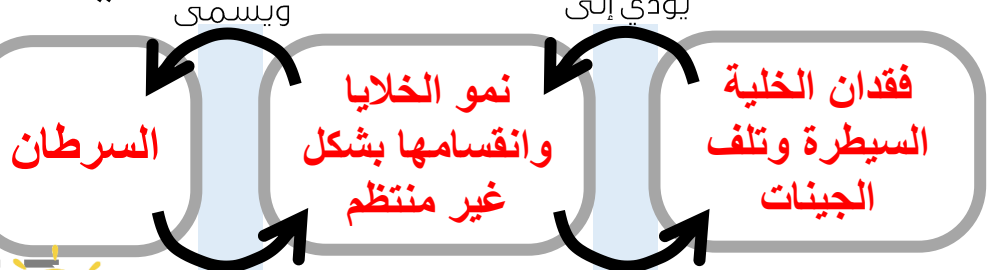 يؤدي إلى
ويسمى
فقدان الخلية
السيطرة وتلف
الجينات
نمو الخلايا
وانقسامها بشكل
غير منتظم
السرطان